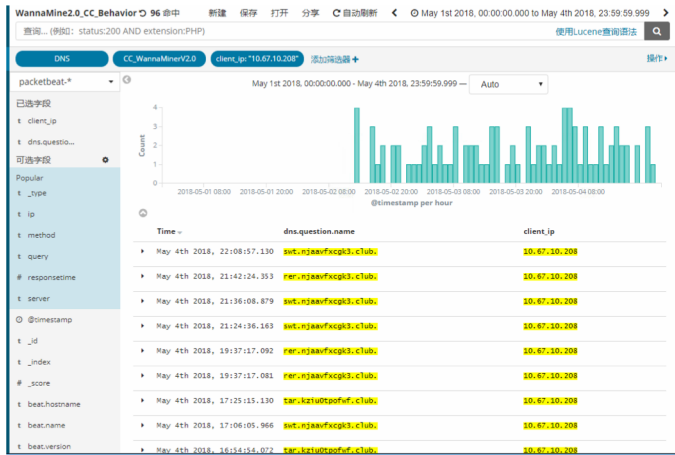 WannaMine2.0_CC_Behavior 96 命中 新建 保存 打开 分享 C 自动刷新 May 1st 2018, 00:00:00.000 to May 4th 2018, 23:59:59.999
查询... (例如: status:200 AND extension:PHP) 使用Lucene查询语法
DNS CC_WannaMinerV2.0 client_ip: "10.67.10.208" 添加筛选器 + 操作
packetbeat-* May 1st 2018, 00:00:00.000 - May 4th 2018, 23:59:59.999 — Auto
已选字段
t client_ip
t dns.questio...
可选字段
Popular
t _type
t ip
t method
t query
# responsetime
t server
@timestamp
t _id
t _index
# _score
t beat.hostname
t beat.name
t beat.version
Count
4
3
2
1
0
2018-05-01 08:00 2018-05-01 20:00 2018-05-02 08:00 2018-05-02 20:00 2018-05-03 08:00 2018-05-03 20:00 2018-05-04 08:00
@timestamp per hour
Time dns.question.name client_ip
May 4th 2018, 22:08:57.130 swt.njaavfxcgk3.club. 10.67.10.208
May 4th 2018, 21:42:24.353 rer.njaavfxcgk3.club. 10.67.10.208
May 4th 2018, 21:36:08.879 swt.njaavfxcgk3.club. 10.67.10.208
May 4th 2018, 21:24:36.163 swt.njaavfxcgk3.club. 10.67.10.208
May 4th 2018, 19:37:17.092 rer.njaavfxcgk3.club. 10.67.10.208
May 4th 2018, 19:37:17.081 rer.njaavfxcgk3.club. 10.67.10.208
May 4th 2018, 17:25:15.130 tar.kziu0tpofwf.club. 10.67.10.208
May 4th 2018, 17:06:05.966 swt.njaavfxcgk3.club. 10.67.10.208
May 4th 2018, 16:54:54.072 tar.kziu0tpofwf.club. 10.67.10.208